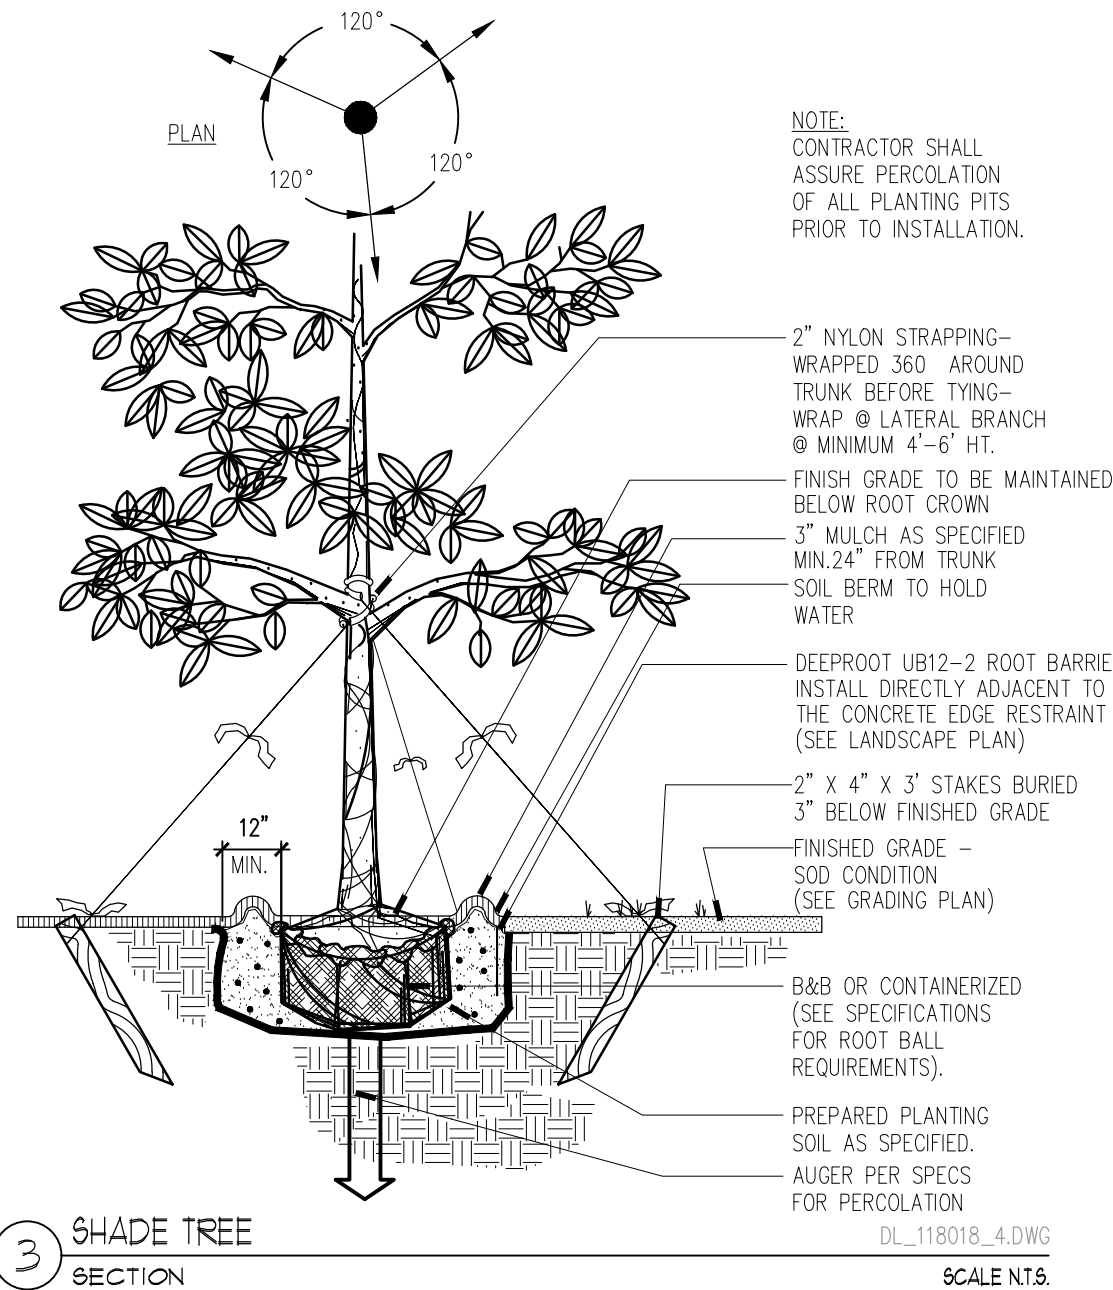 120°
PLAN
120°
120°
NOTE:
CONTRACTOR SHALL
ASSURE PERCOLATION
OF ALL PLANTING PITS
PRIOR TO INSTALLATION.
2" NYLON STRAPPING-
WRAPPED 360 AROUND
TRUNK BEFORE TYING-
WRAP @ LATERAL BRANCH
@ MINIMUM 4'-6' HT.
FINISH GRADE TO BE MAINTAINED
BELOW ROOT CROWN
3" MULCH AS SPECIFIED
MIN.24" FROM TRUNK
SOIL BERM TO HOLD
WATER
DEEPROOT UB12-2 ROOT BARRIE
INSTALL DIRECTLY ADJACENT TO
THE CONCRETE EDGE RESTRAINT
(SEE LANDSCAPE PLAN)
2" X 4" X 3' STAKES BURIED
3" BELOW FINISHED GRADE
12"
MIN.
FINISHED GRADE -
SOD CONDITION
(SEE GRADING PLAN)
B&B OR CONTAINERIZED
(SEE SPECIFICATIONS
FOR ROOT BALL
REQUIREMENTS).
PREPARED PLANTING
SOIL AS SPECIFIED.
AUGER PER SPECS
FOR PERCOLATION
3
SHADE TREE
DL_118018_4.DWG
SECTION
SCALE N.T.S.